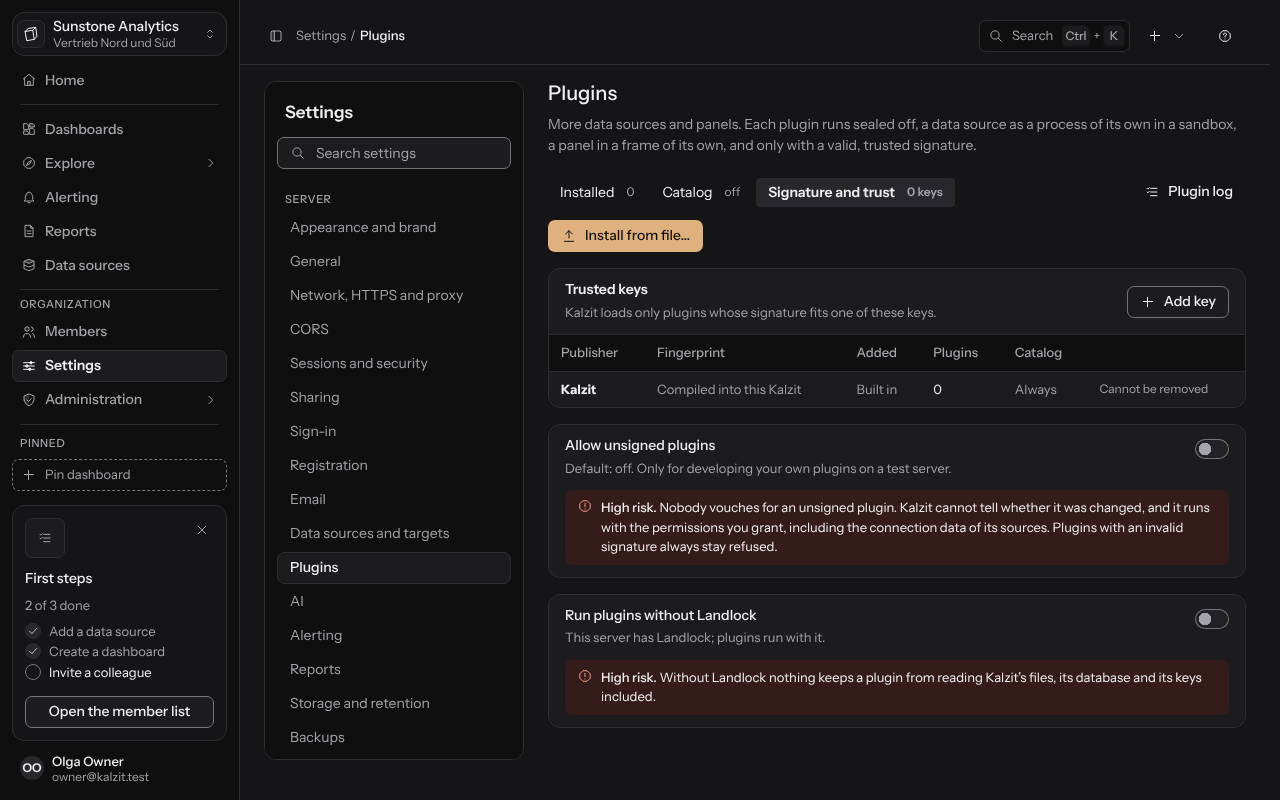 Sunstone Analytics
Vertrieb Nord und Süd
Home
Dashboards
Explore
Alerting
Reports
Data sources
ORGANIZATION
Members
Settings
Administration
PINNED
Pin dashboard
First steps
2 of 3 done
Add a data source
Create a dashboard
Invite a colleague
Open the member list
OO
Olga Owner
owner@kalzit.test
Settings / Plugins
Search Ctrl + K
Settings
Search settings
SERVER
Appearance and brand
General
Network, HTTPS and proxy
CORS
Sessions and security
Sharing
Sign-in
Registration
Email
Data sources and targets
Plugins
AI
Alerting
Reports
Storage and retention
Backups
Plugins
More data sources and panels. Each plugin runs sealed off, a data source as a process of its own in a sandbox,
a panel in a frame of its own, and only with a valid, trusted signature.
Installed 0 Catalog off Signature and trust 0 keys Plugin log
Install from file...
Trusted keys
Kalzit loads only plugins whose signature fits one of these keys.
Add key
Publisher Fingerprint Added Plugins Catalog
Kalzit Compiled into this Kalzit Built in 0 Always Cannot be removed
Allow unsigned plugins
Default: off. Only for developing your own plugins on a test server.
High risk. Nobody vouches for an unsigned plugin. Kalzit cannot tell whether it was changed, and it runs
with the permissions you grant, including the connection data of its sources. Plugins with an invalid
signature always stay refused.
Run plugins without Landlock
This server has Landlock; plugins run with it.
High risk. Without Landlock nothing keeps a plugin from reading Kalzit's files, its database and its keys
included.